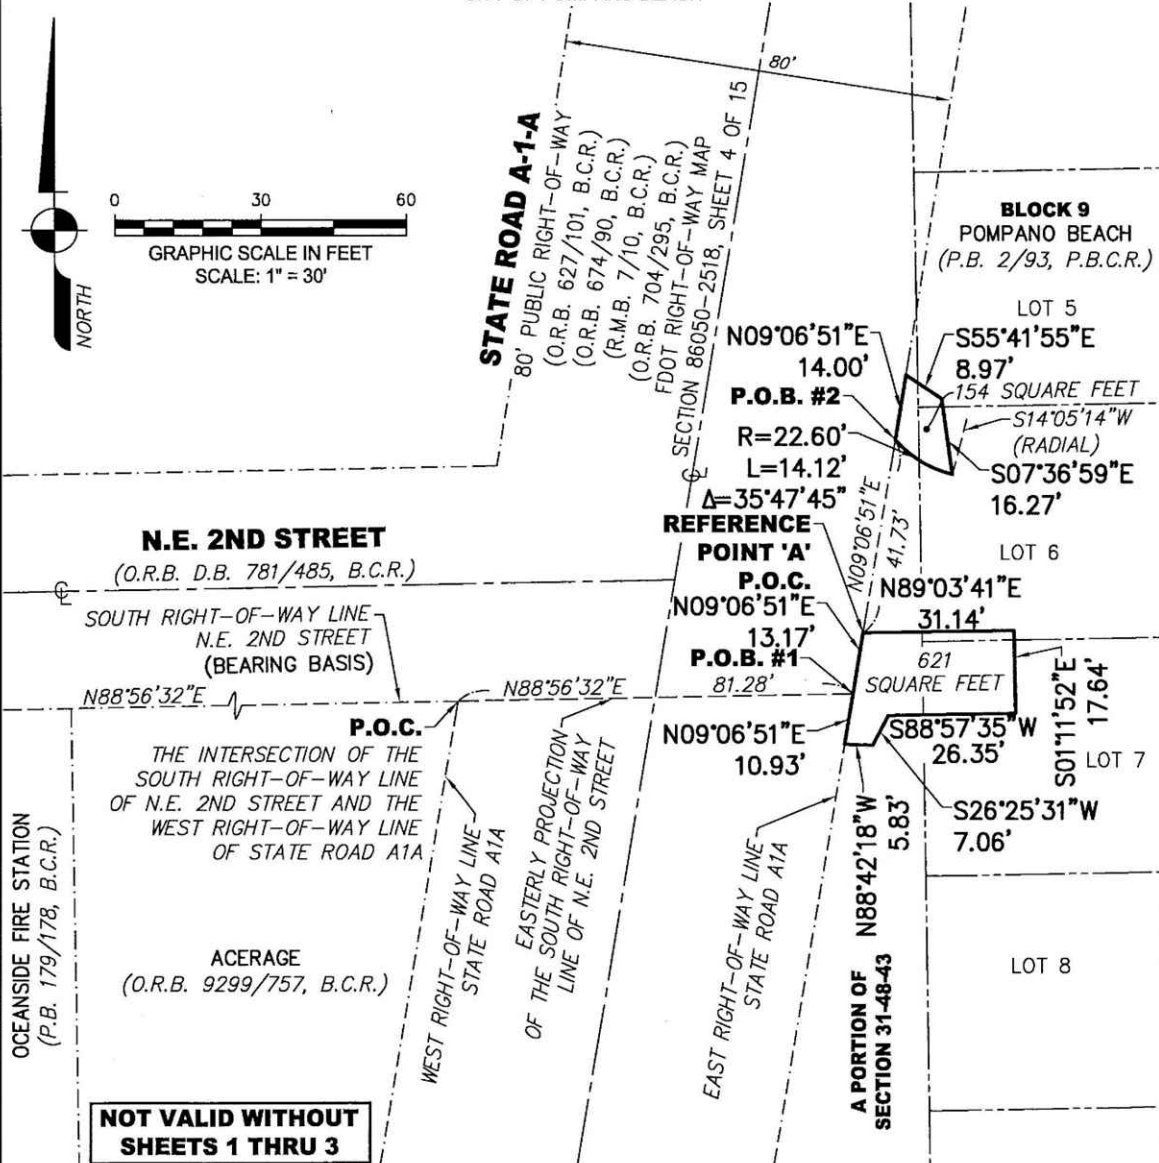 80'
0 30 60
GRAPHIC SCALE IN FEET
SCALE: 1" = 30'
NORTH
STATE ROAD A-1-A
80' PUBLIC RIGHT-OF-WAY
(O.R.B. 627/101, B.C.R.)
(O.R.B. 674/90, B.C.R.)
(R.M.B. 7/10, B.C.R.)
(O.R.B. 704/295, B.C.R.)
FDOT RIGHT-OF-WAY MAP
SECTION 86050-2518, SHEET 4 OF 15
BLOCK 9
POMPANO BEACH
(P.B. 2/93, P.B.C.R.)
LOT 5
N09°06'51"E
14.00'
S55°41'55"E
8.97'
P.O.B. #2
154 SQUARE FEET
S14°05'14"W
(RADIAL)
R=22.60'
L=14.12'
Δ=35°47'45"
S07°36'59"E
16.27'
N.E. 2ND STREET
(O.R.B. D.B. 781/485, B.C.R.)
REFERENCE
POINT 'A'
P.O.C.
N09°06'51"E
41.73'
LOT 6
N89°03'41"E
31.14'
N09°06'51"E
13.17'
SOUTH RIGHT-OF-WAY LINE
N.E. 2ND STREET
(BEARING BASIS)
P.O.B. #1
621
SQUARE FEET
N88°56'32"E
N88°56'32"E
81.28'
S01°11'52"E
17.64'
P.O.C.
THE INTERSECTION OF THE
SOUTH RIGHT-OF-WAY LINE
OF N.E. 2ND STREET AND THE
WEST RIGHT-OF-WAY LINE
OF STATE ROAD A1A
N09°06'51"E
10.93'
S88°57'35"W
26.35'
LOT 7
S26°25'31"W
7.06'
N88°42'18"W
5.83'
OCEANSIDE FIRE STATION
(P.B. 179/178, B.C.R.)
ACERAGE
(O.R.B. 9299/757, B.C.R.)
WEST RIGHT-OF-WAY LINE
STATE ROAD A1A
EASTERLY PROJECTION
OF THE SOUTH RIGHT-OF-WAY
LINE OF N.E. 2ND STREET
EAST RIGHT-OF-WAY LINE
STATE ROAD A1A
A PORTION OF
SECTION 31-48-43
LOT 8
NOT VALID WITHOUT
SHEETS 1 THRU 3